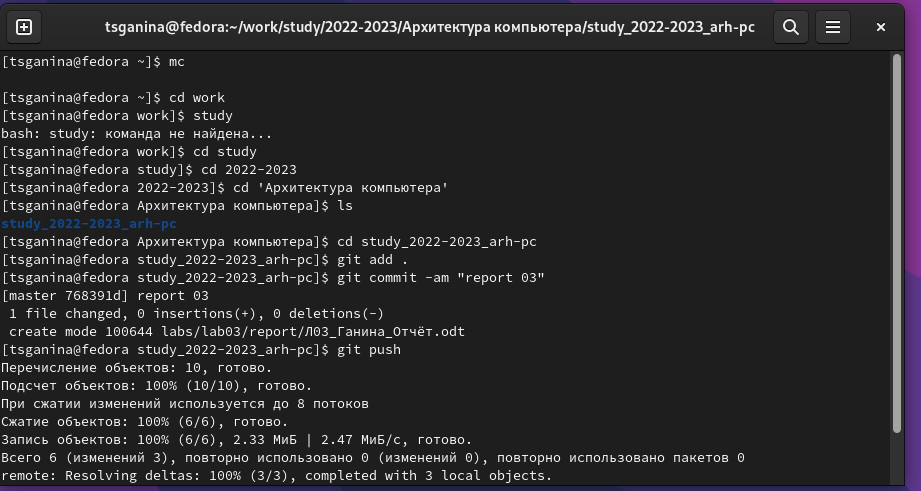 tsganina@fedora:~/work/study/2022-2023/Архитектура компьютера/study_2022-2023_arh-pc
[tsganina@fedora ~]$ mc
[tsganina@fedora ~]$ cd work
[tsganina@fedora work]$ study
bash: study: команда не найдена...
[tsganina@fedora work]$ cd study
[tsganina@fedora study]$ cd 2022-2023
[tsganina@fedora 2022-2023]$ cd 'Архитектура компьютера'
[tsganina@fedora Архитектура компьютера]$ ls
study_2022-2023_arh-pc
[tsganina@fedora Архитектура компьютера]$ cd study_2022-2023_arh-pc
[tsganina@fedora study_2022-2023_arh-pc]$ git add .
[tsganina@fedora study_2022-2023_arh-pc]$ git commit -am "report 03"
[master 768391d] report 03
 1 file changed, 0 insertions(+), 0 deletions(-)
 create mode 100644 labs/lab03/report/Л03_Ганина_Отчёт.odt
[tsganina@fedora study_2022-2023_arh-pc]$ git push
Перечисление объектов: 10, готово.
Подсчет объектов: 100% (10/10), готово.
При сжатии изменений используется до 8 потоков
Сжатие объектов: 100% (6/6), готово.
Запись объектов: 100% (6/6), 2.33 МиБ | 2.47 МиБ/с, готово.
Всего 6 (изменений 3), повторно использовано 0 (изменений 0), повторно использовано пакетов 0
remote: Resolving deltas: 100% (3/3), completed with 3 local objects.